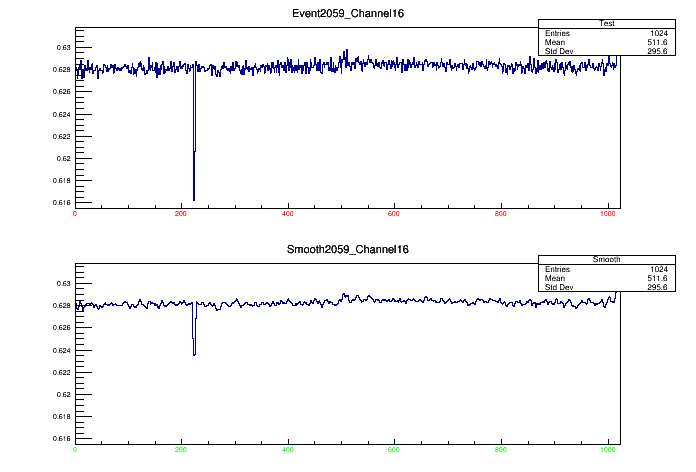 Event2059_Channel16
Test
Entries 1024
Mean 511.6
Std Dev 295.6
0.63
0.628
0.626
0.624
0.622
0.62
0.618
0.616
0 200 400 600 800 1000
Smooth2059_Channel16
Smooth
Entries 1024
Mean 511.6
Std Dev 295.6
0.63
0.628
0.626
0.624
0.622
0.62
0.618
0.616
0 200 400 600 800 1000